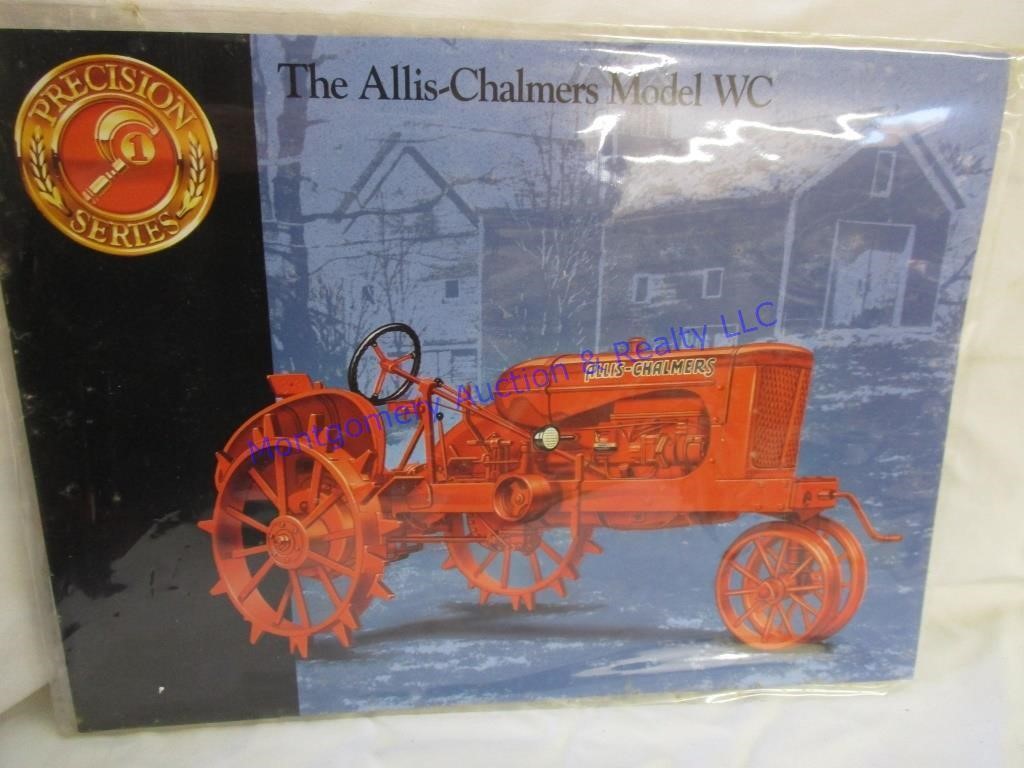 PRECISION
1
SERIES
The Allis-Chalmers Model WC
ALLIS-CHALMERS
Montgomery Auction & Realty LLC